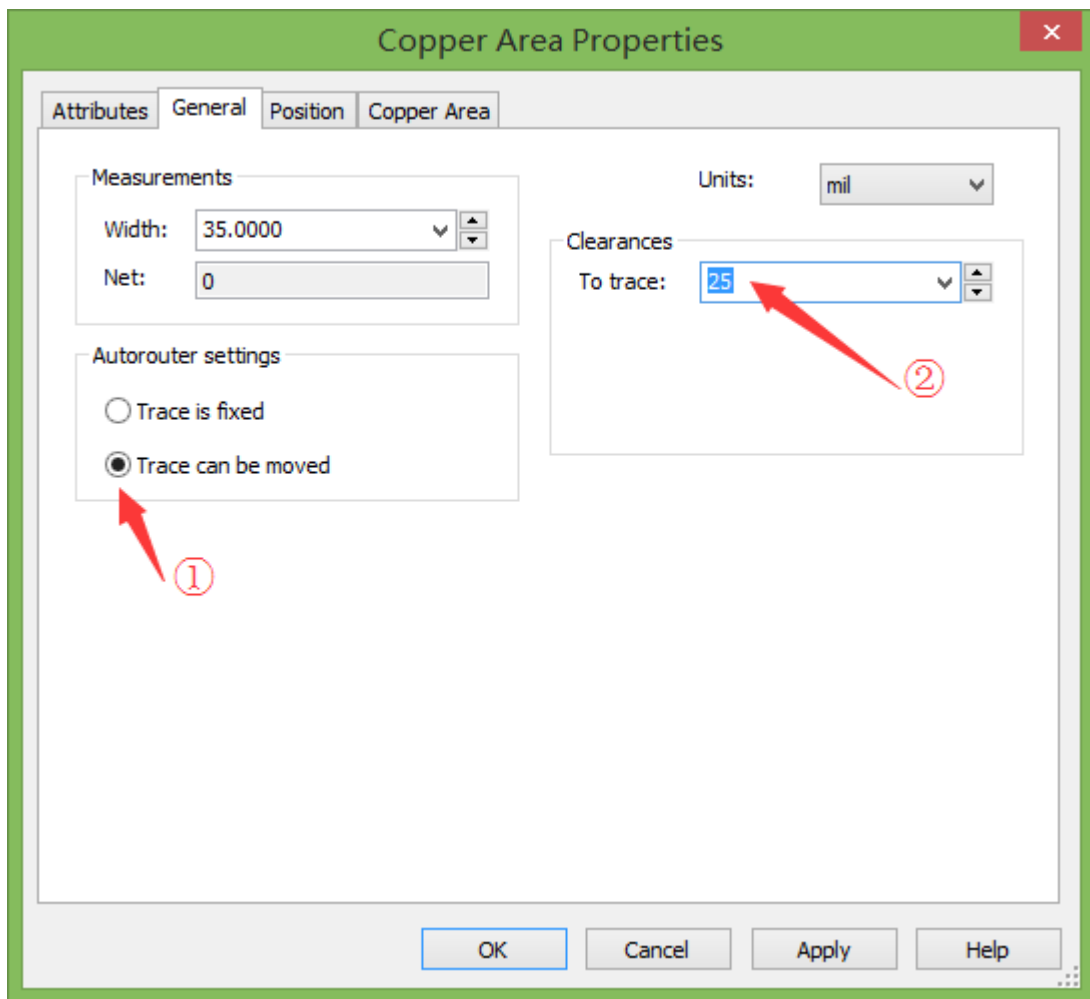 Copper Area Properties
Attributes General Position Copper Area
Measurements
Width: 35.0000
Net: 0
Units: mil
Clearances
To trace: 25
②
Autorouter settings
Trace is fixed
Trace can be moved
①
OK Cancel Apply Help